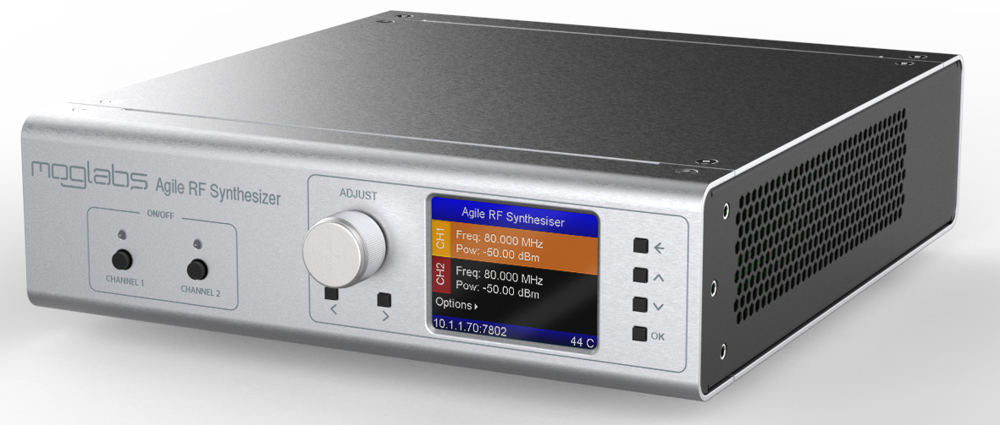 moglabs Agile RF Synthesizer
ON/OFF
CHANNEL 1
CHANNEL 2
ADJUST
<
>
Agile RF Synthesiser
CH1
Freq: 80.000 MHz
Pow: -50.00 dBm
CH2
Freq: 80.000 MHz
Pow: -50.00 dBm
Options
10.1.1.70:7802
44 C
OK